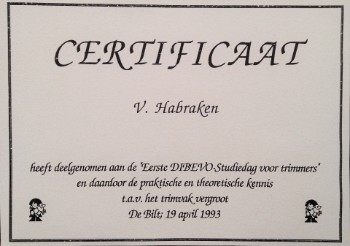 CERTIFICAAT
V. Habraken
heeft deelgenomen aan de 'Eerste DIBEVO-Studiedag voor trimmers'
en daardoor de praktische en theoretische kennis
t.a.v. het trimvak vergroot
De Bilt; 19 april 1993